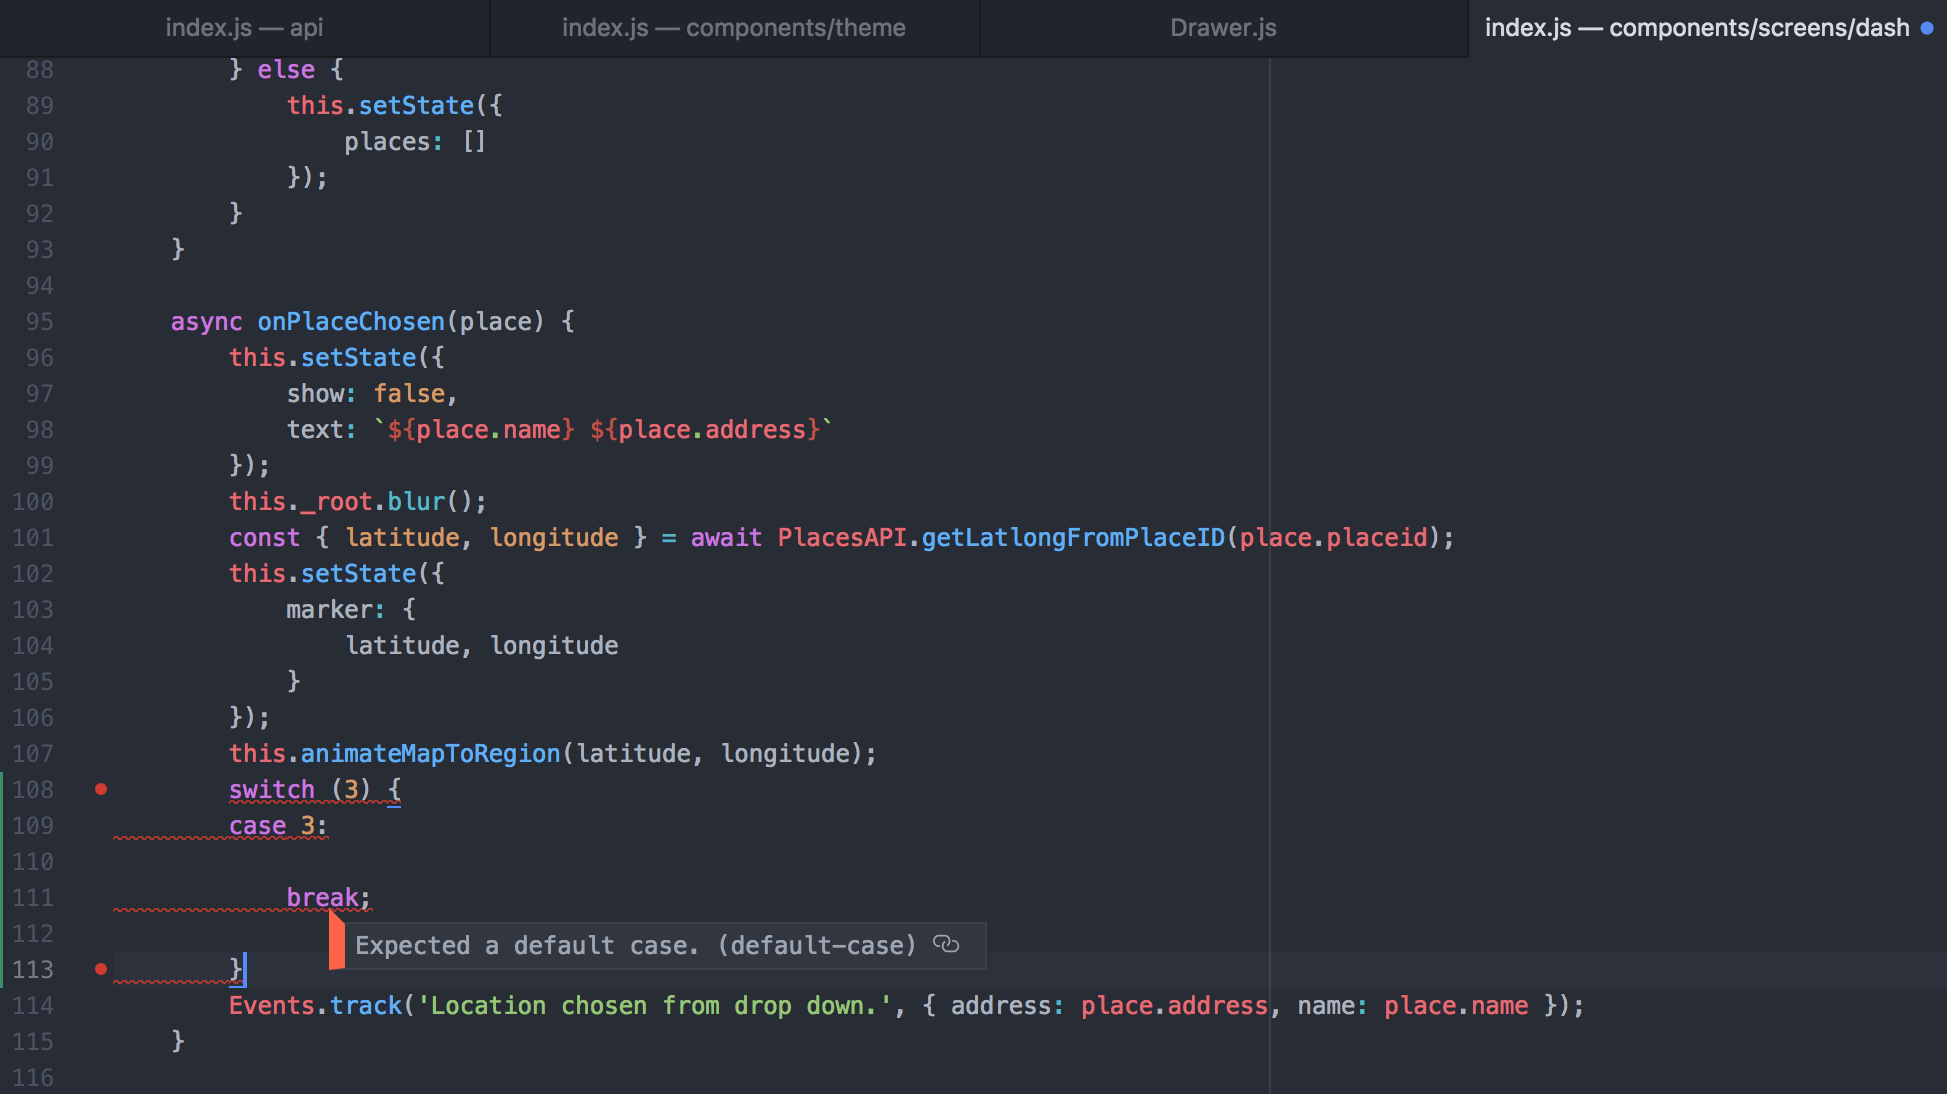 index.js — api
index.js — components/theme
Drawer.js
index.js — components/screens/dash
88 } else {
89 this.setState({
90 places: []
91 });
92 }
93 }
94
95 async onPlaceChosen(place) {
96 this.setState({
97 show: false,
98 text: `${place.name} ${place.address}`
99 });
100 this._root.blur();
101 const { latitude, longitude } = await PlacesAPI.getLatlongFromPlaceID(place.placeid);
102 this.setState({
103 marker: {
104 latitude, longitude
105 }
106 });
107 this.animateMapToRegion(latitude, longitude);
108 switch (3) {
109 case 3:
110
111 break;
112
Expected a default case. (default-case)
113 }
114 Events.track('Location chosen from drop down.', { address: place.address, name: place.name });
115 }
116